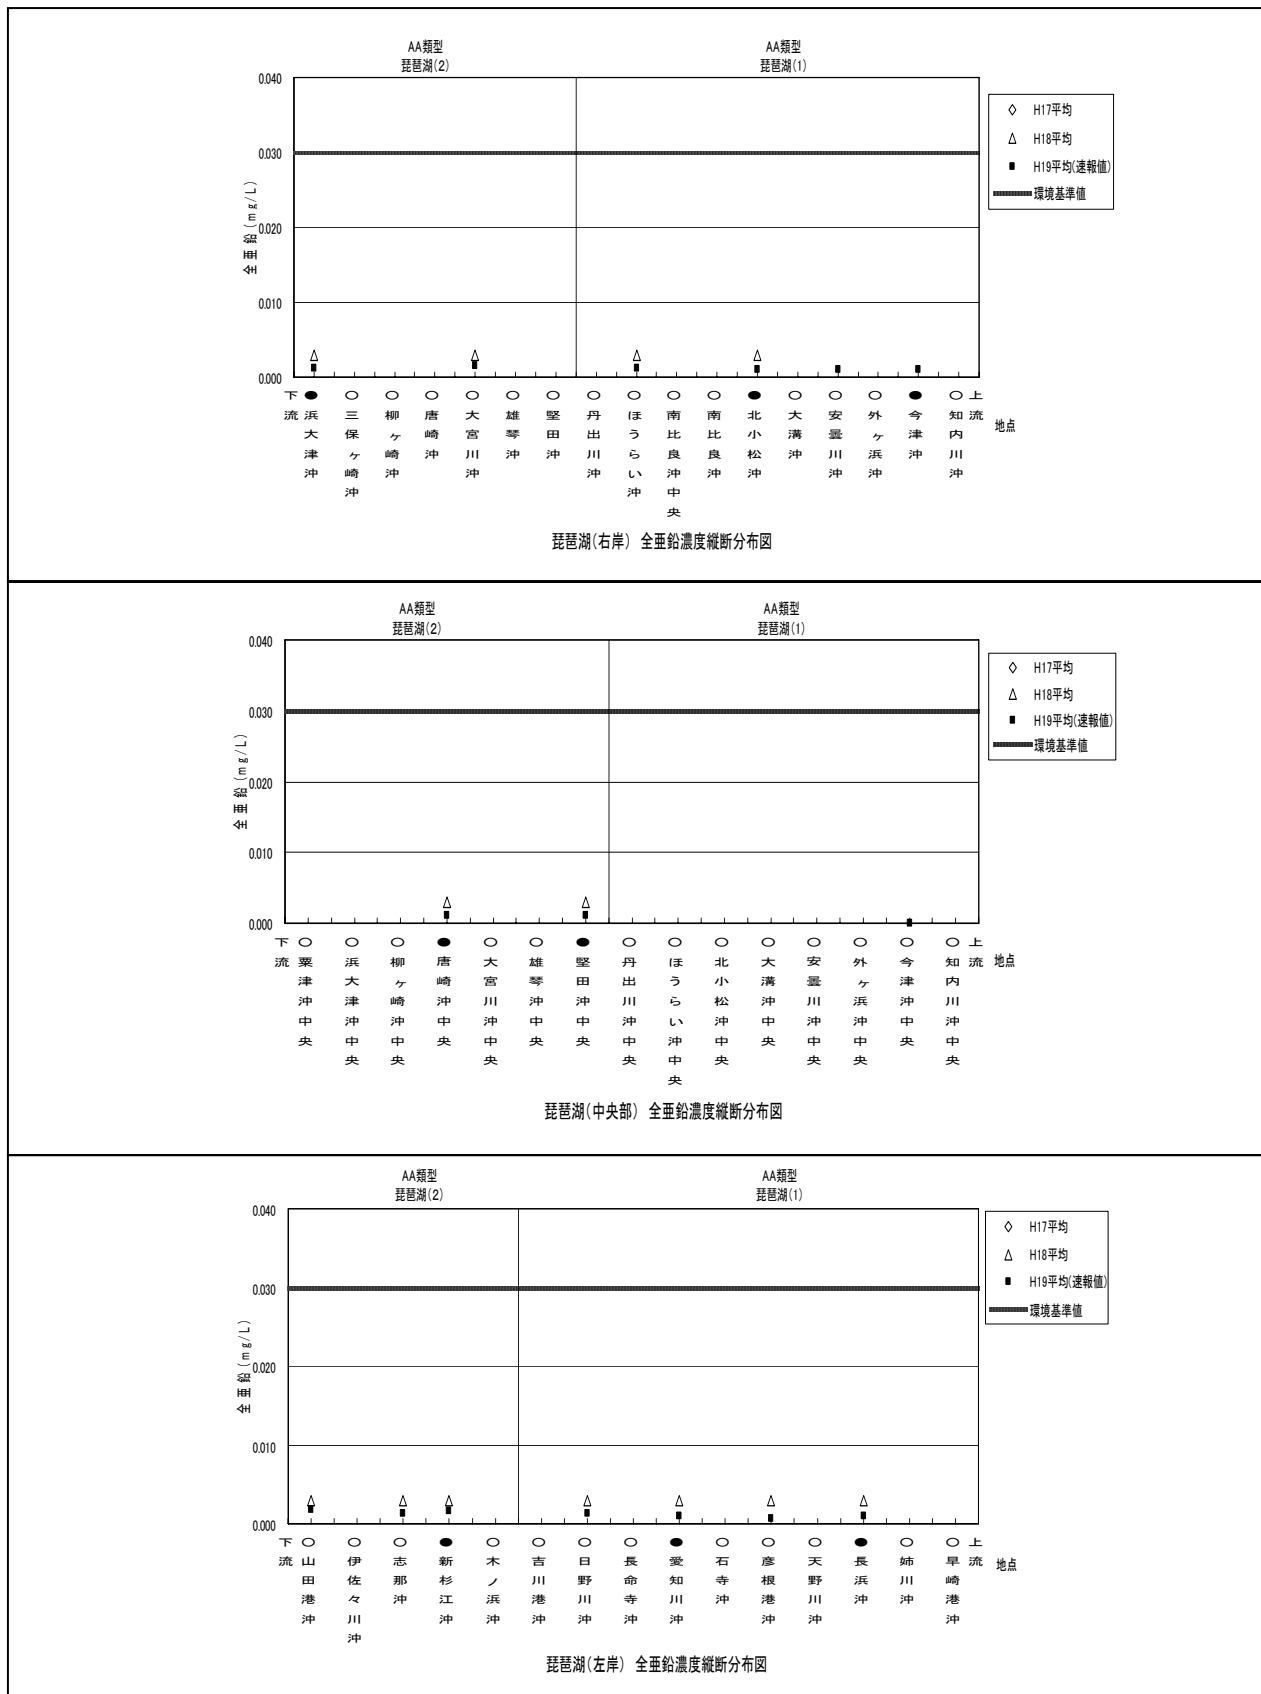 AA類型
琵琶湖(2)
AA類型
琵琶湖(1)
0.040
0.030
0.020
0.010
0.000
全亜鉛(mg/L)
◇ H17平均
△ H18平均
■ H19平均(速報値)
環境基準値
下流
● 浜大津沖
○ 三保ヶ崎沖
○ 柳ヶ崎沖
○ 唐崎沖
○ 大宮川沖
○ 雄琴沖
○ 堅田沖
○ 丹出川沖
○ ほうらい沖
○ 南比良沖中央
○ 南比良沖
● 北小松沖
○ 大溝沖
○ 安曇川沖
○ 外ヶ浜沖
● 今津沖
○ 知内川沖
上流
地点
琵琶湖(右岸) 全亜鉛濃度縦断分布図
AA類型
琵琶湖(2)
AA類型
琵琶湖(1)
0.040
0.030
0.020
0.010
0.000
全亜鉛(mg/L)
◇ H17平均
△ H18平均
■ H19平均(速報値)
環境基準値
下流
○ 粟津沖中央
○ 浜大津沖中央
○ 柳ヶ崎沖中央
● 唐崎沖中央
○ 大宮川沖中央
○ 雄琴沖中央
● 堅田沖中央
○ 丹出川沖中央
○ ほうらい沖中央
○ 北小松沖中央
○ 大溝沖中央
○ 安曇川沖中央
○ 外ヶ浜沖中央
○ 今津沖中央
○ 知内川沖中央
上流
地点
琵琶湖(中央部) 全亜鉛濃度縦断分布図
AA類型
琵琶湖(2)
AA類型
琵琶湖(1)
0.040
0.030
0.020
0.010
0.000
全亜鉛(mg/L)
◇ H17平均
△ H18平均
■ H19平均(速報値)
環境基準値
下流
○ 山田港沖
○ 伊佐々川沖
○ 志那沖
● 新杉江沖
○ 木ノ浜沖
○ 吉川港沖
○ 日野川沖
○ 長命寺沖
● 愛知川沖
○ 石寺沖
○ 彦根港沖
○ 天野川沖
● 長浜沖
○ 姉川沖
○ 早崎港沖
上流
地点
琵琶湖(左岸) 全亜鉛濃度縦断分布図